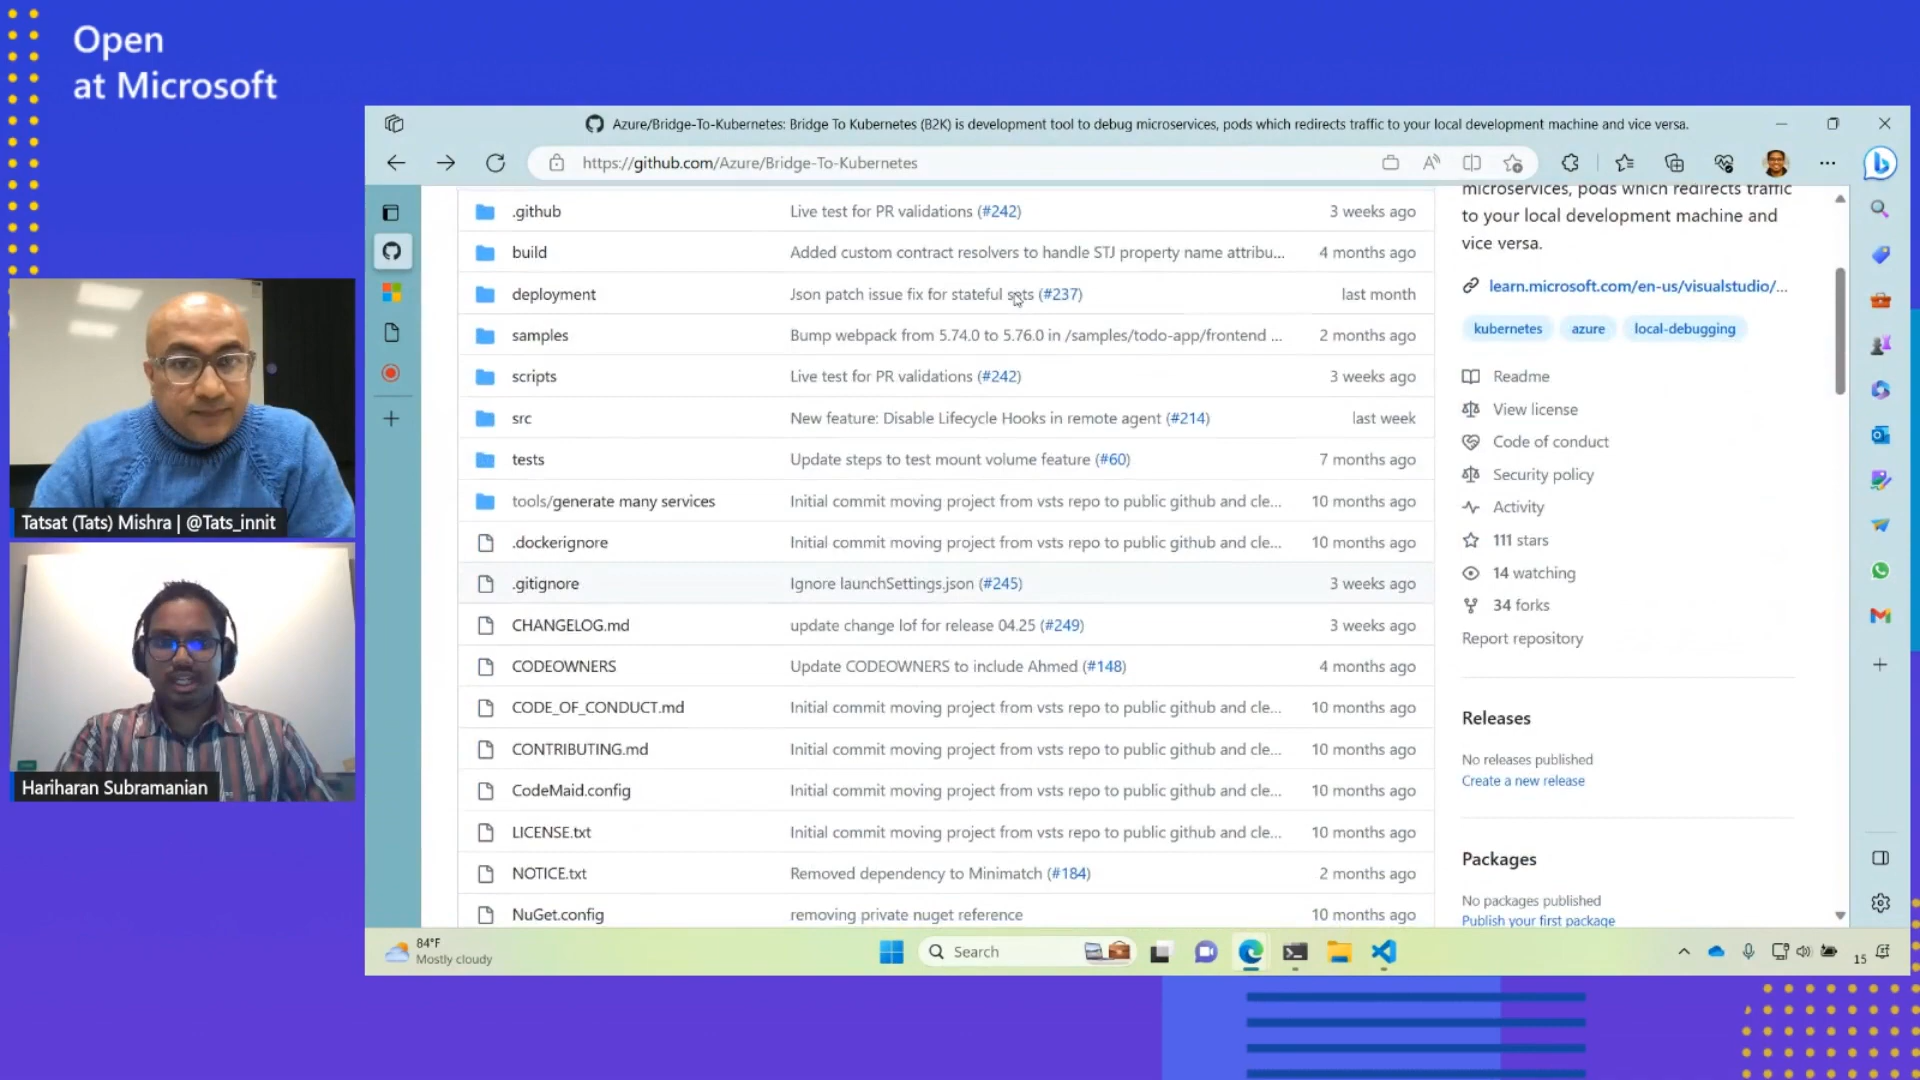 Open
at Microsoft
Azure/Bridge-To-Kubernetes: Bridge To Kubernetes (B2K) is development tool to debug microservices, pods which redirects traffic to your local development machine and vice versa.
https://github.com/Azure/Bridge-To-Kubernetes
.github Live test for PR validations (#242) 3 weeks ago
build Added custom contract resolvers to handle STJ property name attribu... 4 months ago
deployment Json patch issue fix for stateful sets (#237) last month
samples Bump webpack from 5.74.0 to 5.76.0 in /samples/todo-app/frontend ... 2 months ago
scripts Live test for PR validations (#242) 3 weeks ago
src New feature: Disable Lifecycle Hooks in remote agent (#214) last week
tests Update steps to test mount volume feature (#60) 7 months ago
tools/generate many services Initial commit moving project from vsts repo to public github and cle... 10 months ago
.dockerignore Initial commit moving project from vsts repo to public github and cle... 10 months ago
.gitignore Ignore launchSettings.json (#245) 3 weeks ago
CHANGELOG.md update change lof for release 04.25 (#249) 3 weeks ago
CODEOWNERS Update CODEOWNERS to include Ahmed (#148) 4 months ago
CODE_OF_CONDUCT.md Initial commit moving project from vsts repo to public github and cle... 10 months ago
CONTRIBUTING.md Initial commit moving project from vsts repo to public github and cle... 10 months ago
CodeMaid.config Initial commit moving project from vsts repo to public github and cle... 10 months ago
LICENSE.txt Initial commit moving project from vsts repo to public github and cle... 10 months ago
NOTICE.txt Removed dependency to Minimatch (#184) 2 months ago
NuGet.config removing private nuget reference 10 months ago
microservices, pods which redirects traffic
to your local development machine and
vice versa.
learn.microsoft.com/en-us/visualstudio/...
kubernetes azure local-debugging
Readme
View license
Code of conduct
Security policy
Activity
111 stars
14 watching
34 forks
Report repository
Releases
No releases published
Create a new release
Packages
No packages published
Publish your first package
Tatsat (Tats) Mishra | @Tats_innit
Hariharan Subramanian
84°F
Mostly cloudy
Search
15